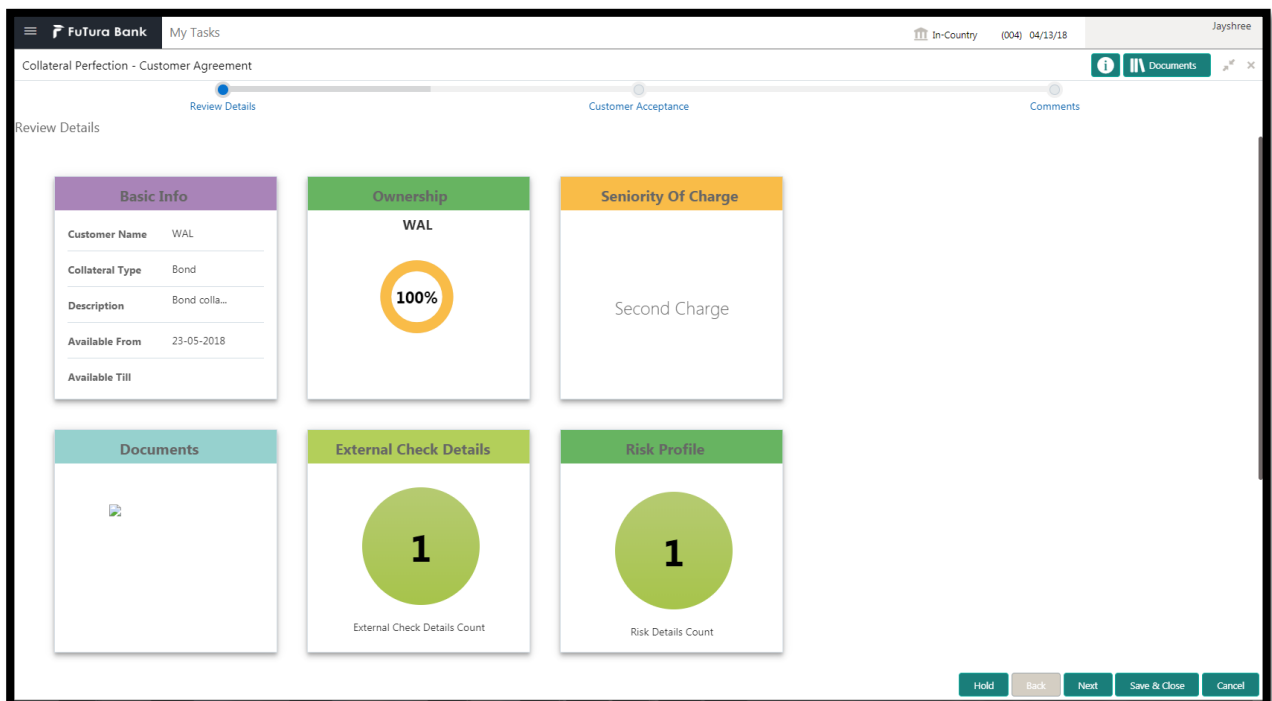 FuTura Bank My Tasks In-Country (004) 04/13/18 Jayshree
Collateral Perfection - Customer Agreement i Documents
Review Details Customer Acceptance Comments
Review Details
Basic Info
Customer Name WAL
Collateral Type Bond
Description Bond colla...
Available From 23-05-2018
Available Till
Ownership
WAL
100%
Seniority Of Charge
Second Charge
Documents
External Check Details
1
External Check Details Count
Risk Profile
1
Risk Details Count
Hold Back Next Save & Close Cancel